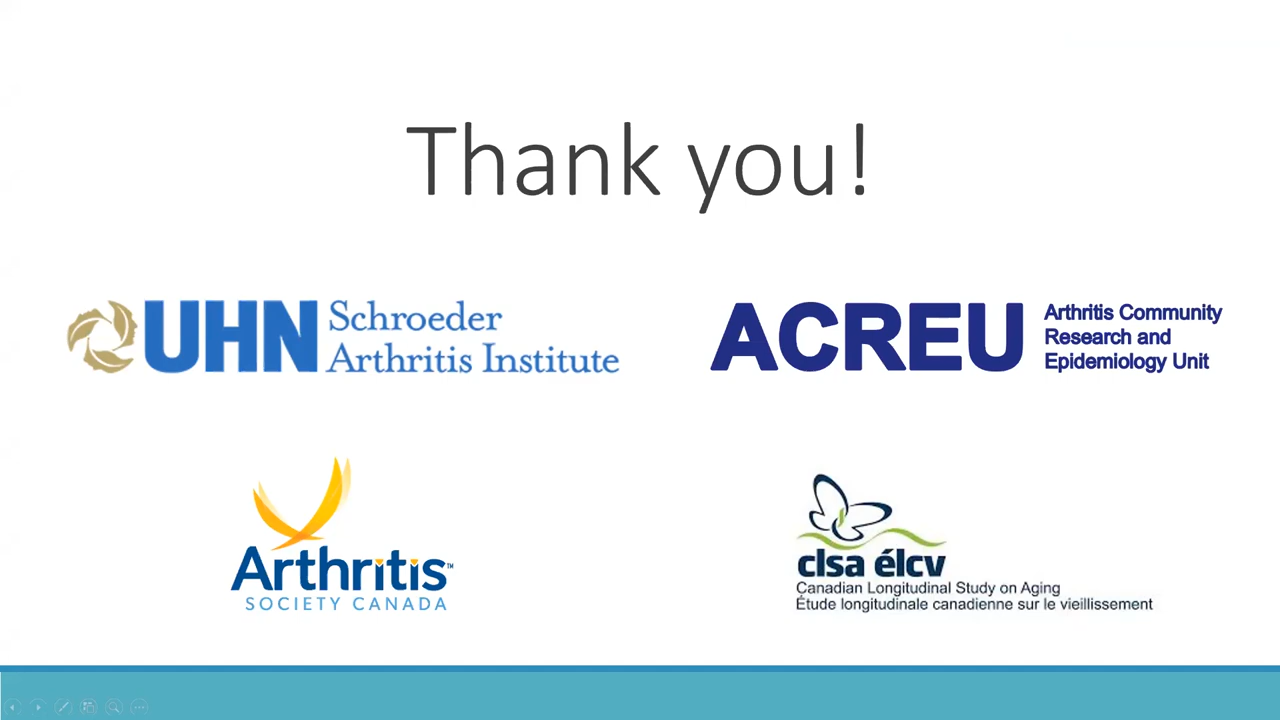 Thank you!
UHN Schroeder Arthritis Institute
ACREU Arthritis Community Research and Epidemiology Unit
Arthritis™
SOCIETY CANADA
clsa élcv
Canadian Longitudinal Study on Aging
Étude longitudinale canadienne sur le vieillissement